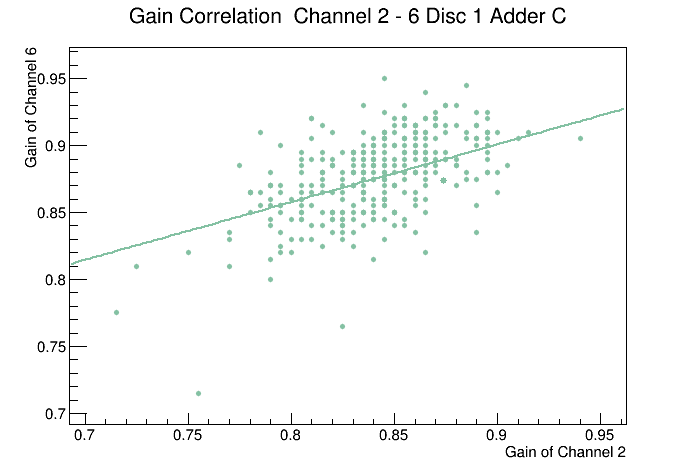 Gain Correlation  Channel 2 - 6 Disc 1 Adder C
Gain of Channel 6
0.95
0.9
0.85
0.8
0.75
0.7
0.7 0.75 0.8 0.85 0.9 0.95
Gain of Channel 2